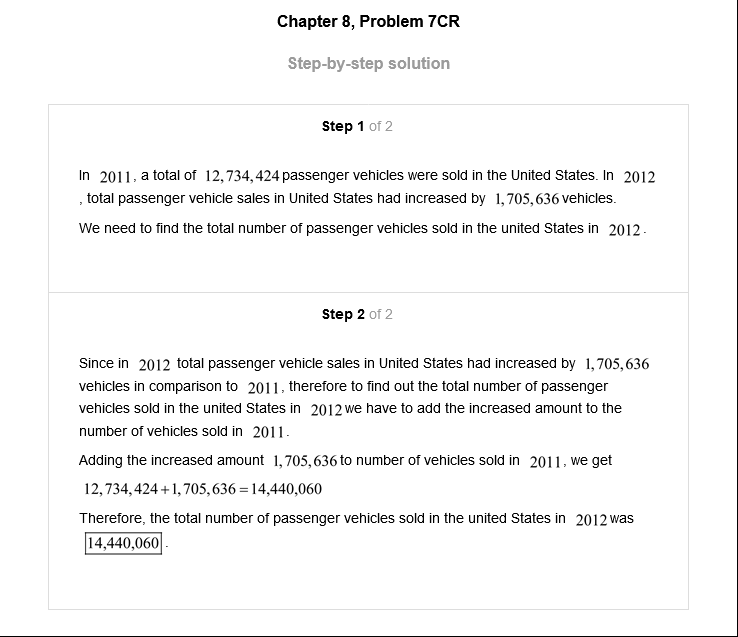 Chapter 8, Problem 7CR
Step-by-step solution
Step 1 of 2
In 2011, a total of 12,734,424 passenger vehicles were sold in the United States. In 2012
, total passenger vehicle sales in United States had increased by 1,705,636 vehicles.
We need to find the total number of passenger vehicles sold in the united States in 2012.
Step 2 of 2
Since in 2012 total passenger vehicle sales in United States had increased by 1,705,636
vehicles in comparison to 2011, therefore to find out the total number of passenger
vehicles sold in the united States in 2012 we have to add the increased amount to the
number of vehicles sold in 2011.
Adding the increased amount 1,705,636 to number of vehicles sold in 2011, we get
12,734,424+1,705,636=14,440,060
Therefore, the total number of passenger vehicles sold in the united States in 2012 was
14,440,060.